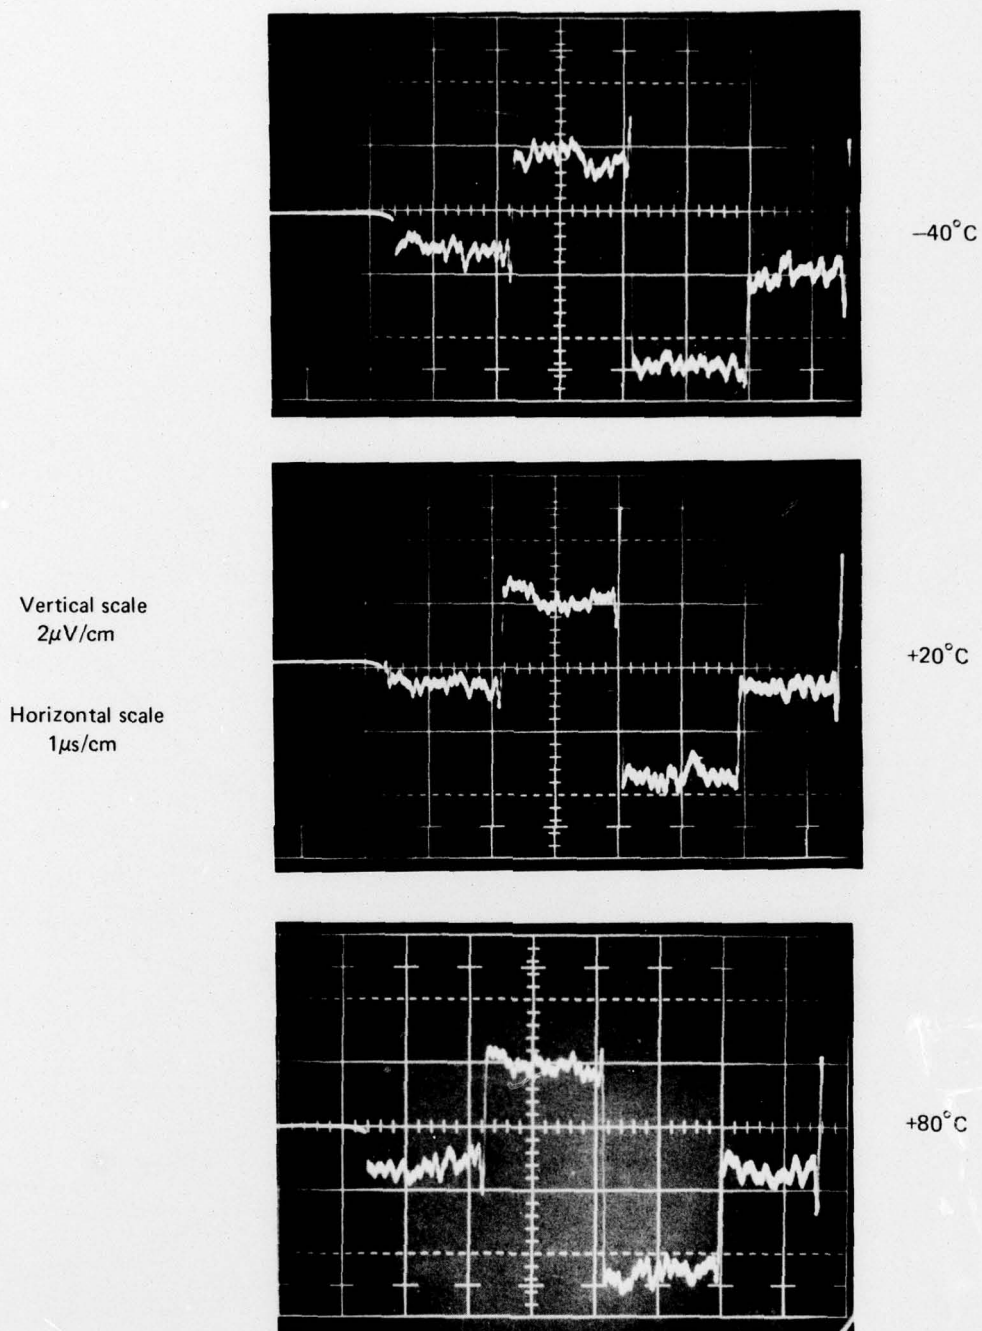 −40°C
Vertical scale
2μV/cm
+20°C
Horizontal scale
1μs/cm
+80°C